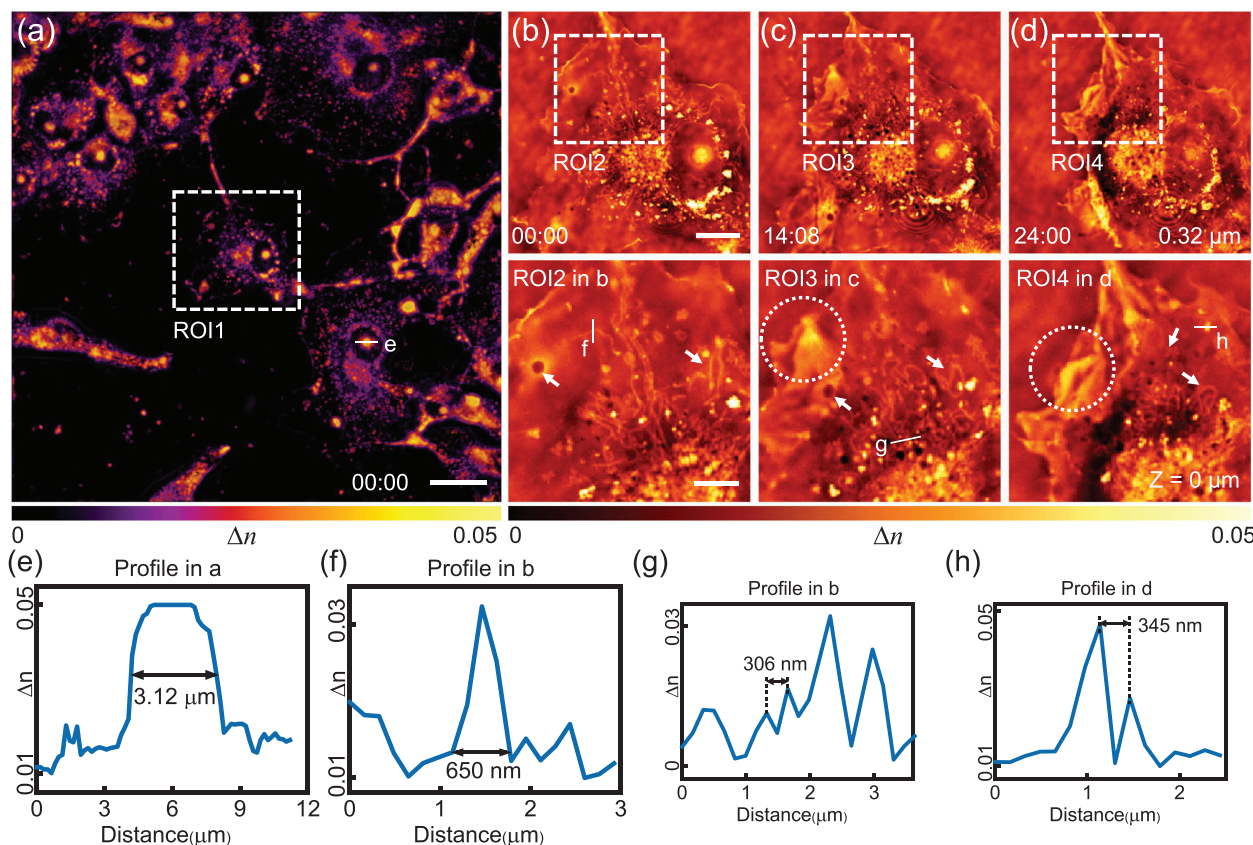 (a)
ROI1
e
00:00
(b)
ROI2
00:00
(c)
ROI3
14:08
(d)
ROI4
24:00
0.32 μm
ROI2 in b
f
ROI3 in c
g
ROI4 in d
h
Z = 0 μm
0 Δn 0.05
0 Δn 0.05
(e)
Profile in a
0.05
Δn
3.12 μm
0.01
0 3 6 9 12
Distance(μm)
(f)
Profile in b
0.03
Δn
650 nm
0.01
0 1 2 3
Distance(μm)
(g)
Profile in b
0.03
Δn
306 nm
0
0 1 2 3
Distance(μm)
(h)
Profile in d
0.05
Δn
345 nm
0.01
0 1 2
Distance(μm)